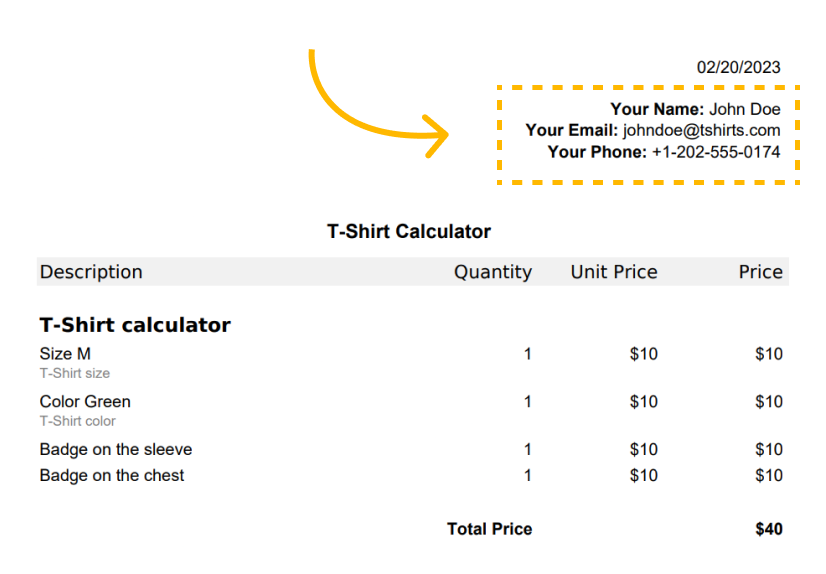 02/20/2023
Your Name: John Doe
Your Email: johndoe@tshirts.com
Your Phone: +1-202-555-0174
T-Shirt Calculator
Description Quantity Unit Price Price
T-Shirt calculator
Size M 1 $10 $10
T-Shirt size
Color Green 1 $10 $10
T-Shirt color
Badge on the sleeve 1 $10 $10
Badge on the chest 1 $10 $10
Total Price $40